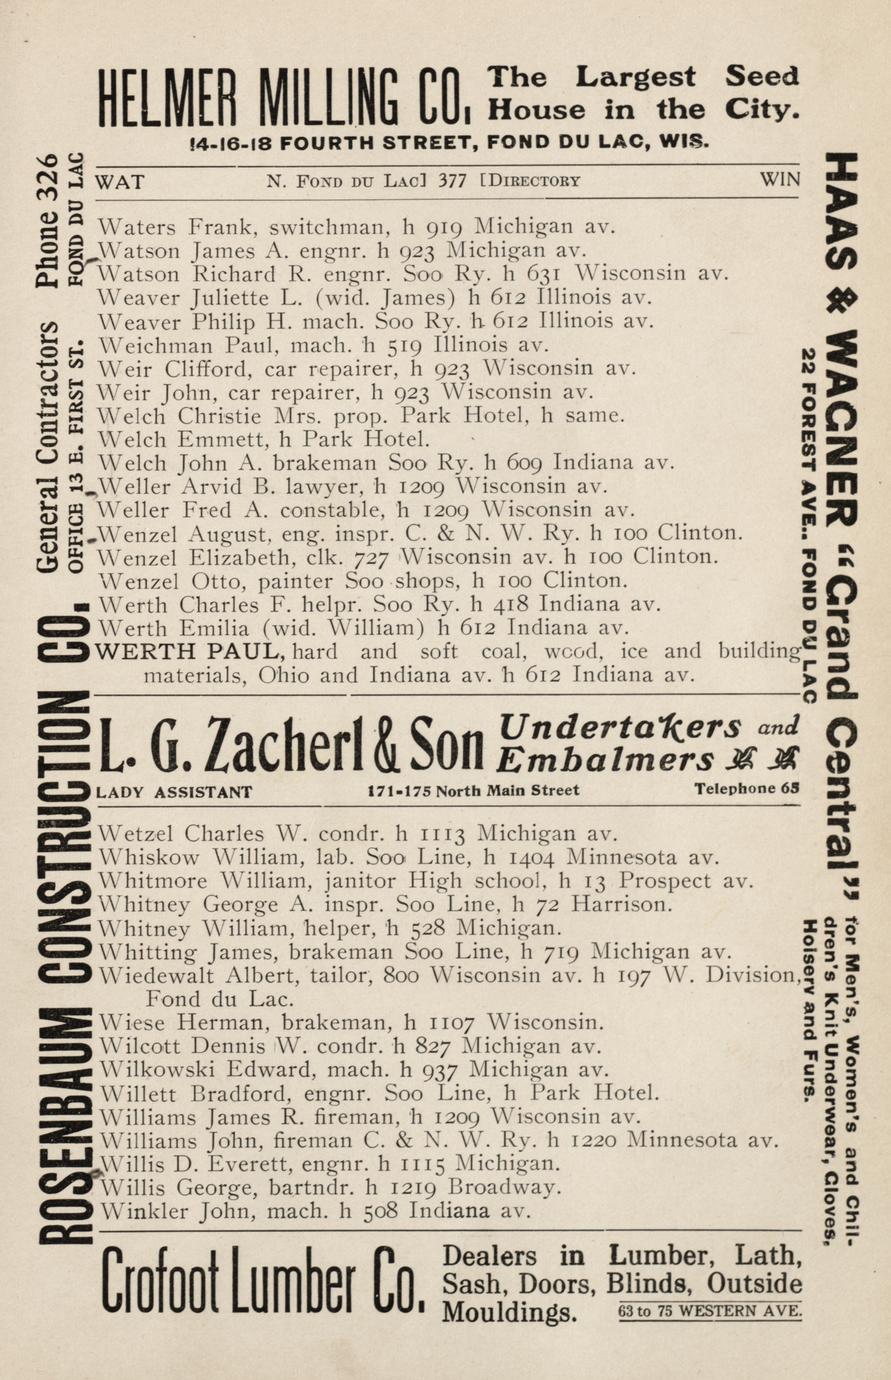 HELMER MILLING CO. The Largest Seed
House in the City.
14-16-18 FOURTH STREET, FOND DU LAC, WIS.
WAT N. FOND DU LAC] 377 [DIRECTORY WIN
Waters Frank, switchman, h 919 Michigan av.
Watson James A. engnr. h 923 Michigan av.
Watson Richard R. engnr. Soo Ry. h 631 Wisconsin av.
Weaver Juliette L. (wid. James) h 612 Illinois av.
Weaver Philip H. mach. Soo Ry. h 612 Illinois av.
Weichman Paul, mach. h 519 Illinois av.
Weir Clifford, car repairer, h 923 Wisconsin av.
Weir John, car repairer, h 923 Wisconsin av.
Welch Christie Mrs. prop. Park Hotel, h same.
Welch Emmett, h Park Hotel.
Welch John A. brakeman Soo Ry. h 609 Indiana av.
Weller Arvid B. lawyer, h 1209 Wisconsin av.
Weller Fred A. constable, h 1209 Wisconsin av.
Wenzel August, eng. inspr. C. & N. W. Ry. h 100 Clinton.
Wenzel Elizabeth, clk. 727 Wisconsin av. h 100 Clinton.
Wenzel Otto, painter Soo shops, h 100 Clinton.
Werth Charles F. helpr. Soo Ry. h 418 Indiana av.
Werth Emilia (wid. William) h 612 Indiana av.
WERTH PAUL, hard and soft coal, wood, ice and building
materials, Ohio and Indiana av. h 612 Indiana av.
L. G. Zacherl & Son Undertakers and
Embalmers
LADY ASSISTANT 171-175 North Main Street Telephone 65
Wetzel Charles W. condr. h 1113 Michigan av.
Whiskow William, lab. Soo Line, h 1404 Minnesota av.
Whitmore William, janitor High school, h 13 Prospect av.
Whitney George A. inspr. Soo Line, h 72 Harrison.
Whitney William, helper, h 528 Michigan.
Whitting James, brakeman Soo Line, h 719 Michigan av.
Wiedewalt Albert, tailor, 800 Wisconsin av. h 197 W. Division,
Fond du Lac.
Wiese Herman, brakeman, h 1107 Wisconsin.
Wilcott Dennis W. condr. h 827 Michigan av.
Wilkowski Edward, mach. h 937 Michigan av.
Willett Bradford, engnr. Soo Line, h Park Hotel.
Williams James R. fireman, h 1209 Wisconsin av.
Williams John, fireman C. & N. W. Ry. h 1220 Minnesota av.
Willis D. Everett, engnr. h 1115 Michigan.
Willis George, bartndr. h 1219 Broadway.
Winkler John, mach. h 508 Indiana av.
Crofoot Lumber Co. Dealers in Lumber, Lath,
Sash, Doors, Blinds, Outside
Mouldings. 63 to 75 WESTERN AVE.
ROSENBAUM CONSTRUCTION CO. General Contractors Phone 326
OFFICE 13 E. FIRST ST. FOND DU LAC
HAAS & WAGNER "Grand Central" for Men's, Women's and Chil-
dren's Knit Underwear, Gloves,
22 FOREST AVE., FOND DU LAC Hoisery and Furs.